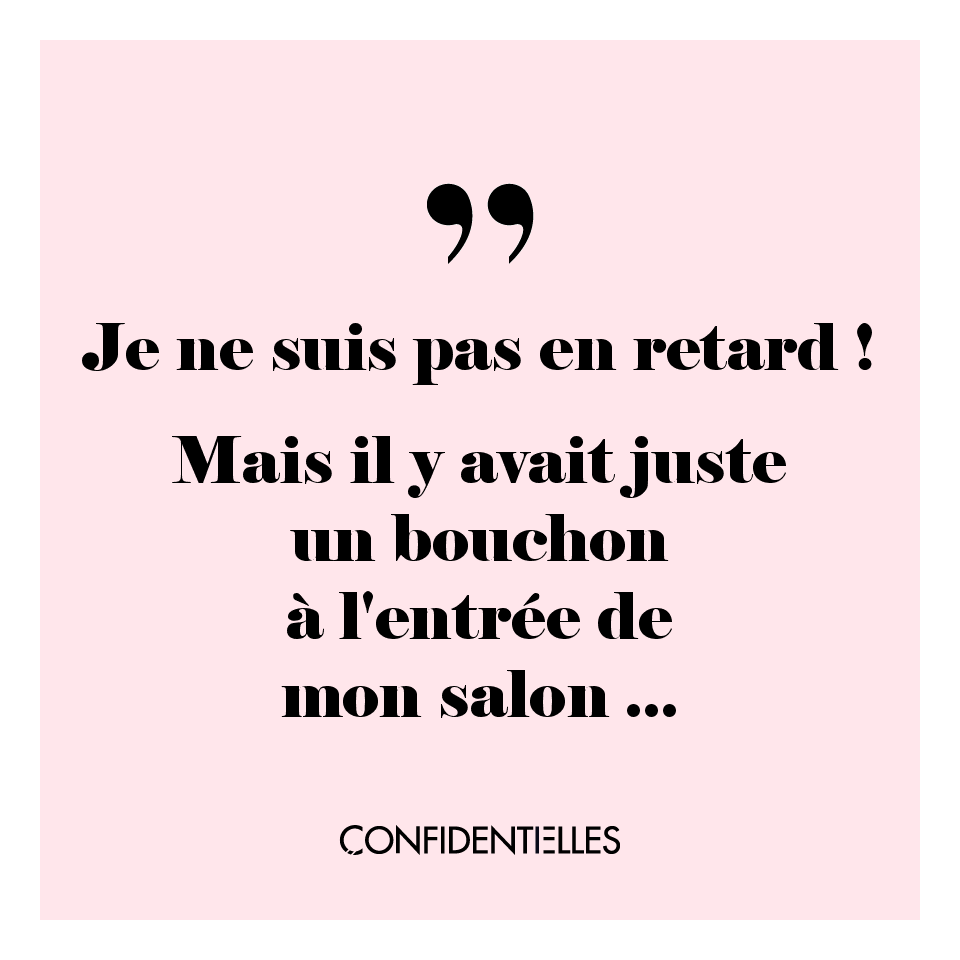 ”
Je ne suis pas en retard !
Mais il y avait juste
un bouchon
à l'entrée de
mon salon ...
CONFIDENTIELLES